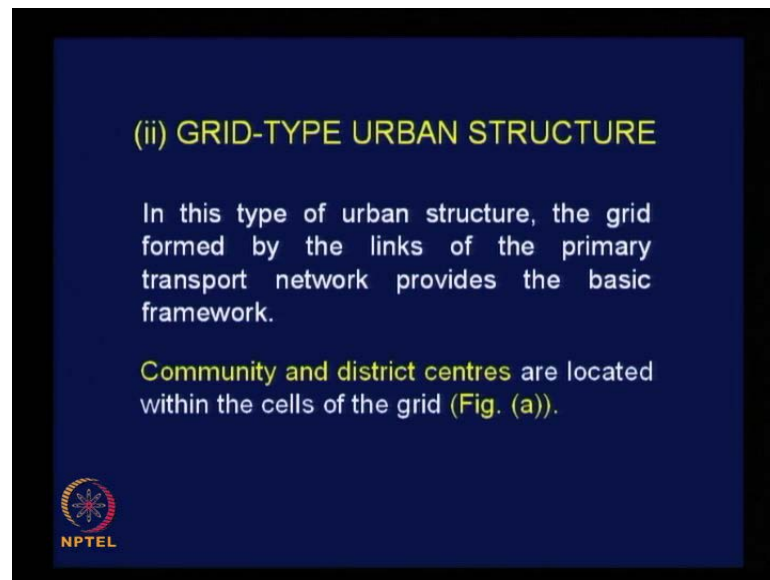 (ii) GRID-TYPE URBAN STRUCTURE
In this type of urban structure, the grid
formed by the links of the primary
transport network provides the basic
framework.
Community and district centres are located
within the cells of the grid (Fig. (a)).
NPTEL